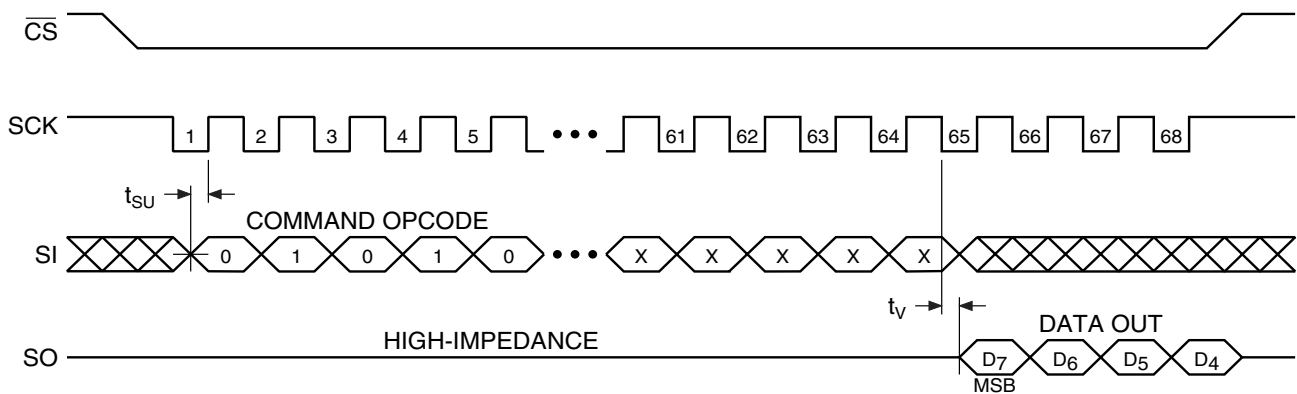 C̅S̅
SCK 1 2 3 4 5 ••• 61 62 63 64 65 66 67 68
tSU
COMMAND OPCODE
SI 0 1 0 1 0 ••• X X X X X
tV
HIGH-IMPEDANCE
DATA OUT
SO D7 D6 D5 D4
MSB